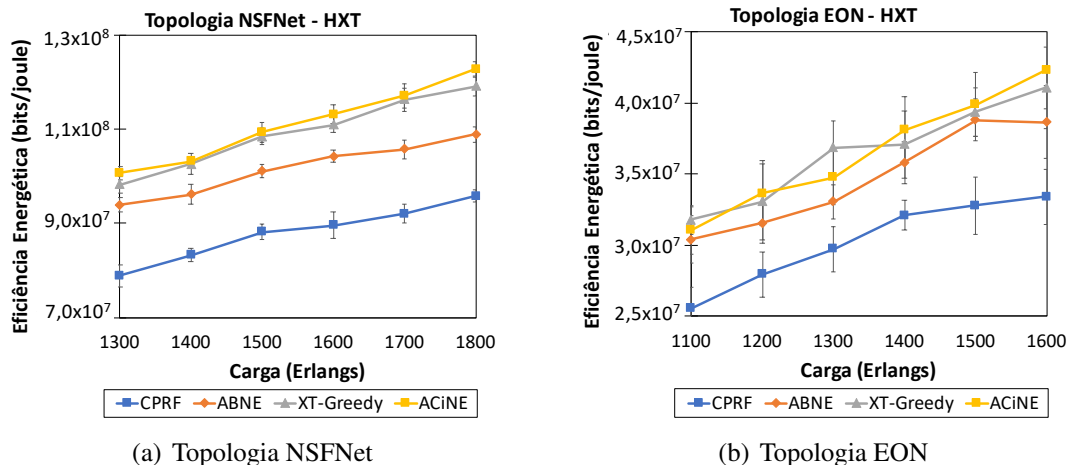 Topologia NSFNet - HXT
Eficiência Energética (bits/joule)
1,3x10⁸
1,1x10⁸
9,0x10⁷
7,0x10⁷
1300 1400 1500 1600 1700 1800
Carga (Erlangs)
CPRF ABNE XT-Greedy ACiNE
(a) Topologia NSFNet
Topologia EON - HXT
Eficiência Energética (bits/joule)
4,5x10⁷
4,0x10⁷
3,5x10⁷
3,0x10⁷
2,5x10⁷
1100 1200 1300 1400 1500 1600
Carga (Erlangs)
CPRF ABNE XT-Greedy ACiNE
(b) Topologia EON